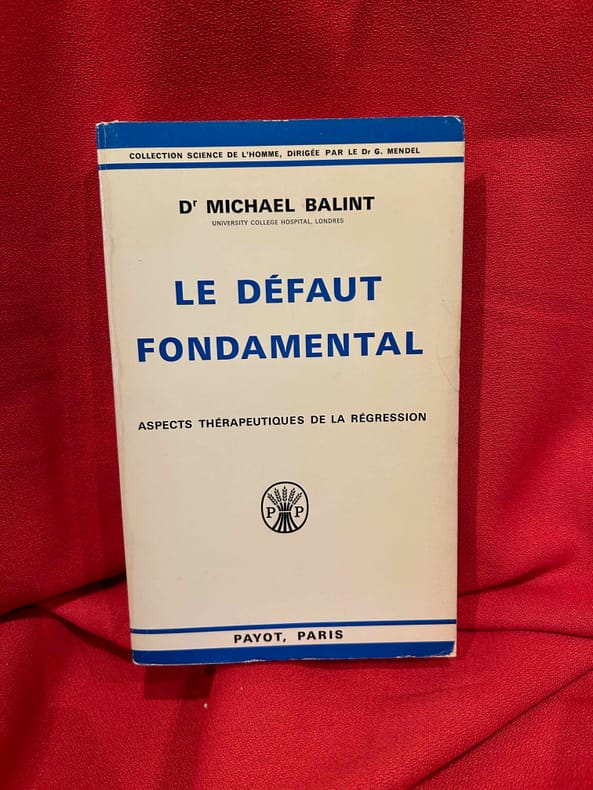 COLLECTION SCIENCE DE L'HOMME, DIRIGÉE PAR LE Dr G. MENDEL
Dr MICHAEL BALINT
UNIVERSITY COLLEGE HOSPITAL, LONDRES
LE DÉFAUT
FONDAMENTAL
ASPECTS THÉRAPEUTIQUES DE LA RÉGRESSION
P P
PAYOT, PARIS